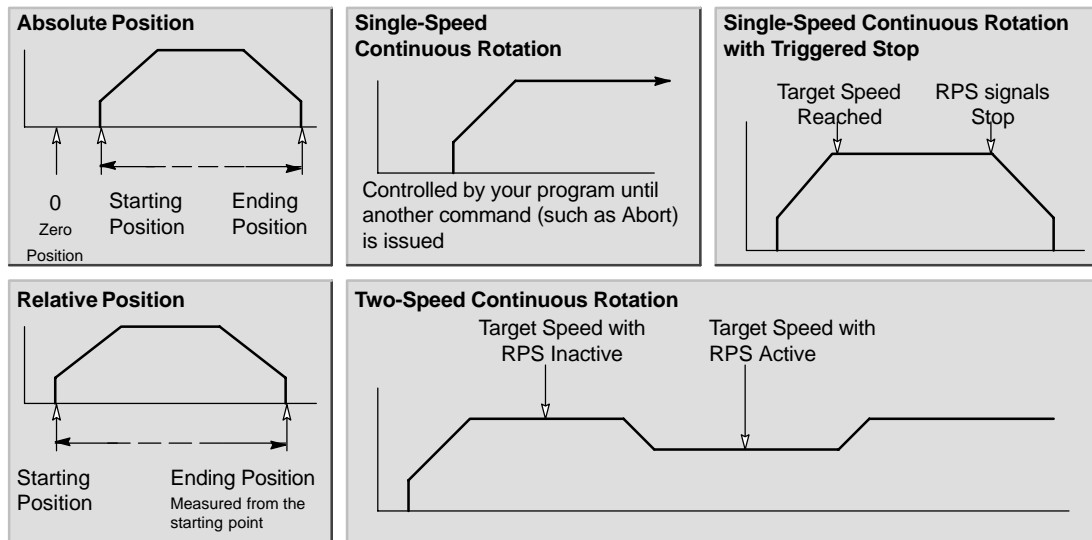 Absolute Position
0
Zero
Position
Starting
Position
Ending
Position
Single-Speed
Continuous Rotation
Controlled by your program until
another command (such as Abort)
is issued
Single-Speed Continuous Rotation
with Triggered Stop
Target Speed
Reached
RPS signals
Stop
Relative Position
Starting
Position
Ending Position
Measured from the
starting point
Two-Speed Continuous Rotation
Target Speed with
RPS Inactive
Target Speed with
RPS Active